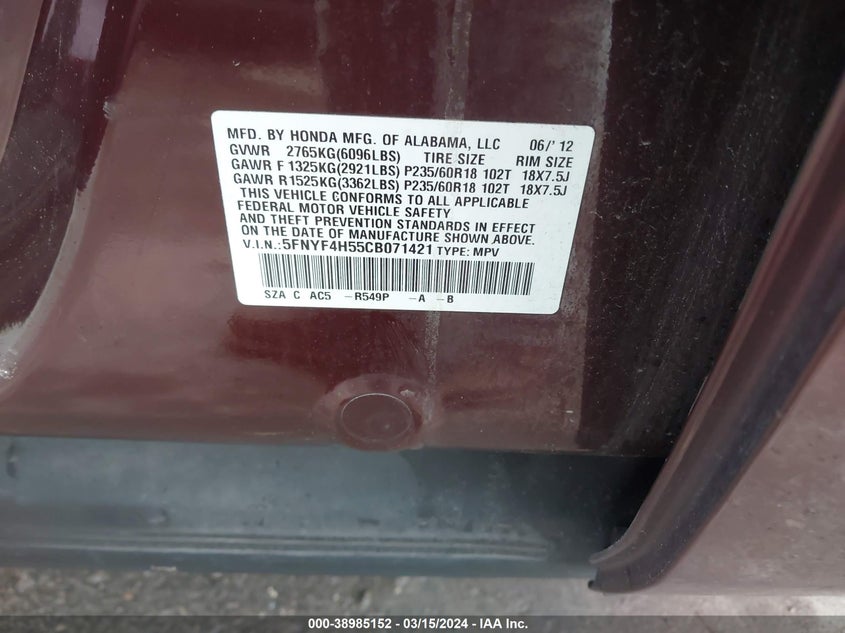 MFD. BY HONDA MFG. OF ALABAMA, LLC 06/'12
GVWR 2765KG(6096LBS) TIRE SIZE RIM SIZE
GAWR F 1325KG(2921LBS) P235/60R18 102T 18X7.5J
GAWR R 1525KG(3362LBS) P235/60R18 102T 18X7.5J
THIS VEHICLE CONFORMS TO ALL APPLICABLE
FEDERAL MOTOR VEHICLE SAFETY
AND THEFT PREVENTION STANDARDS IN EFFECT
ON THE DATE OF MANUFACTURE SHOWN ABOVE.
V.I.N.:5FNYF4H55CB071421 TYPE: MPV
SZA C AC5 -R549P -A -B
000-38985152 — 03/15/2024 — IAA Inc.